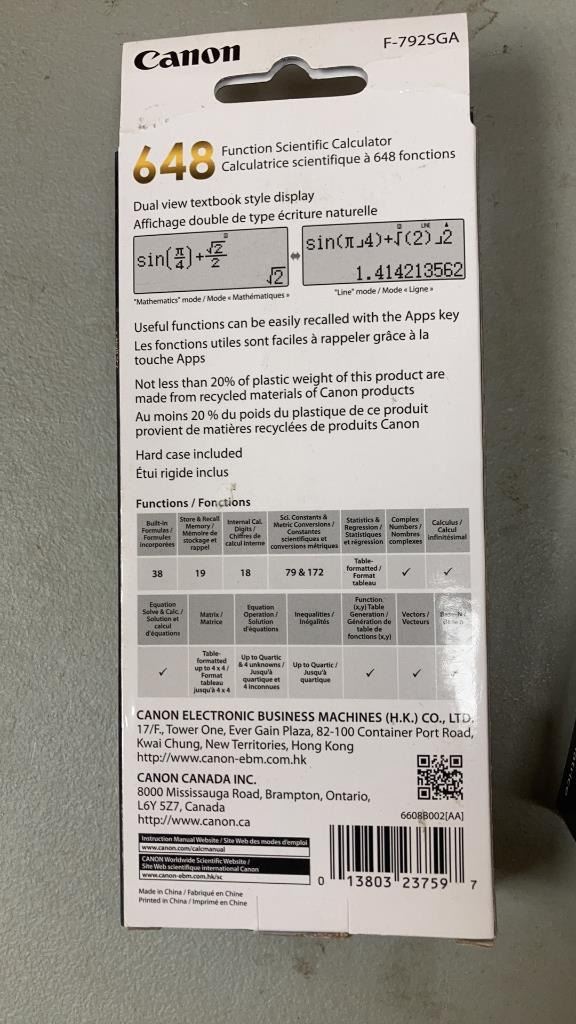 Canon
F-792SGA
648
Function Scientific Calculator
Calculatrice scientifique à 648 fonctions
Dual view textbook style display
Affichage double de type écriture naturelle
sin(π/4)+√2/2
√2
sin(π⌟4)+√(2)⌟2
1.414213562
LINE
"Mathematics" mode / Mode « Mathématiques »
"Line" mode / Mode « Ligne »
Useful functions can be easily recalled with the Apps key
Les fonctions utiles sont faciles à rappeler grâce à la
touche Apps
Not less than 20% of plastic weight of this product are
made from recycled materials of Canon products
Au moins 20 % du poids du plastique de ce produit
provient de matières recyclées de produits Canon
Hard case included
Étui rigide inclus
Functions / Fonctions
Built-in
Formulas /
Formules
incorporées
Store & Recall
Memory /
Mémoire de
stockage et
rappel
Internal Cal.
Digits /
Chiffres de
calcul interne
Sci. Constants &
Metric Conversions /
Constantes
scientifiques et
conversions métriques
Statistics &
Regression /
Statistiques
et régression
Complex
Numbers /
Nombres
complexes
Calculus /
Calcul
infinitésimal
38
19
18
79 & 172
Table-
formatted /
Format
tableau
✓
✓
Equation
Solve & Calc. /
Solution et
calcul
d'équations
Matrix /
Matrice
Equation
Operation /
Solution
d'équations
Inequalities /
Inégalités
Function
(x,y) Table
Generation /
Génération de
table de
fonctions (x,y)
Vectors /
Vecteurs
✓
Table-
formatted
up to 4 x 4 /
Format
tableau
jusqu'à 4 x 4
Up to Quartic
& 4 unknowns /
Jusqu'à
quartique et
4 inconnues
Up to Quartic /
Jusqu'à
quartique
✓
✓
CANON ELECTRONIC BUSINESS MACHINES (H.K.) CO., LTD.
17/F., Tower One, Ever Gain Plaza, 82-100 Container Port Road,
Kwai Chung, New Territories, Hong Kong
http://www.canon-ebm.com.hk
CANON CANADA INC.
8000 Mississauga Road, Brampton, Ontario,
L6Y 5Z7, Canada
http://www.canon.ca
6608B002[AA]
Instruction Manual Website / Site Web des modes d'emploi
www.canon.com/calcmanual
CANON Worldwide Scientific Website /
Site Web scientifique international Canon
www.canon-ebm.com.hk/sc
Made in China / Fabriqué en Chine
Printed in China / Imprimé en Chine
0 13803 23759 7